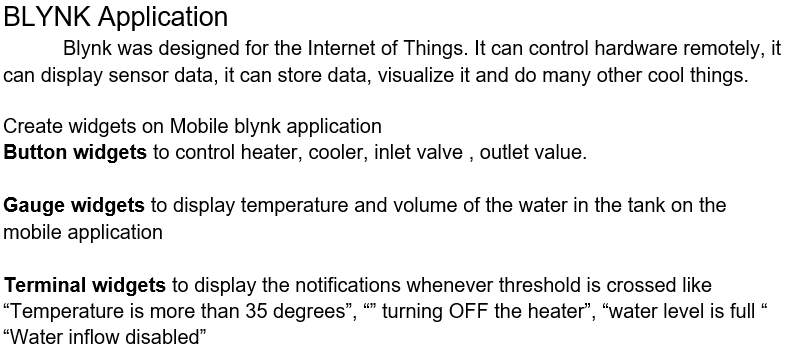 BLYNK Application
Blynk was designed for the Internet of Things. It can control hardware remotely, it
can display sensor data, it can store data, visualize it and do many other cool things.
Create widgets on Mobile blynk application
Button widgets to control heater, cooler, inlet valve , outlet value.
Gauge widgets to display temperature and volume of the water in the tank on the
mobile application
Terminal widgets to display the notifications whenever threshold is crossed like
“Temperature is more than 35 degrees”, “” turning OFF the heater”, “water level is full “
“Water inflow disabled”